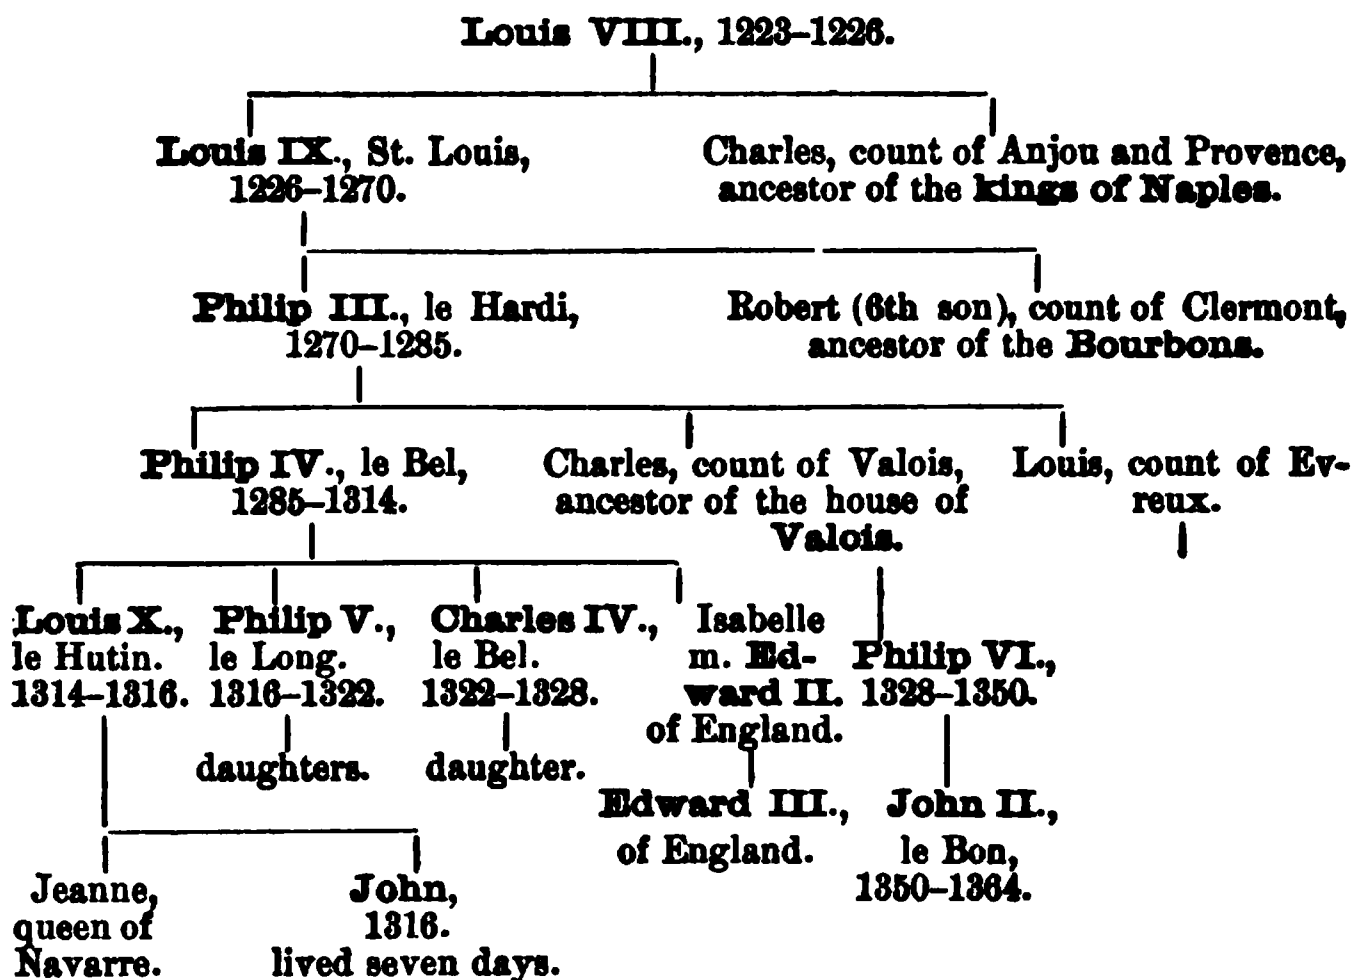 Louis VIII., 1223–1226.
Louis IX., St. Louis,
1226–1270.
Charles, count of Anjou and Provence,
ancestor of the kings of Naples.
Philip III., le Hardi,
1270–1285.
Robert (6th son), count of Clermont,
ancestor of the Bourbons.
Philip IV., le Bel,
1285–1314.
Charles, count of Valois,
ancestor of the house of
Valois.
Louis, count of Ev-
reux.
Louis X.,
le Hutin.
1314–1316.
Philip V.,
le Long.
1316–1322.
Charles IV.,
le Bel.
1322–1328.
Isabelle
m. Ed-
ward II.
of England.
Philip VI.,
1328–1350.
daughters.
daughter.
Edward III.,
of England.
John II.,
le Bon,
1350–1364.
Jeanne,
queen of
Navarre.
John,
1316.
lived seven days.